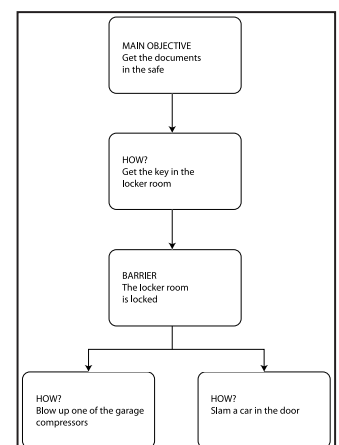 MAIN OBJECTIVE
Get the documents
in the safe
HOW?
Get the key in the
locker room
BARRIER
The locker room
is locked
HOW?
Blow up one of the garage
compressors
HOW?
Slam a car in the door